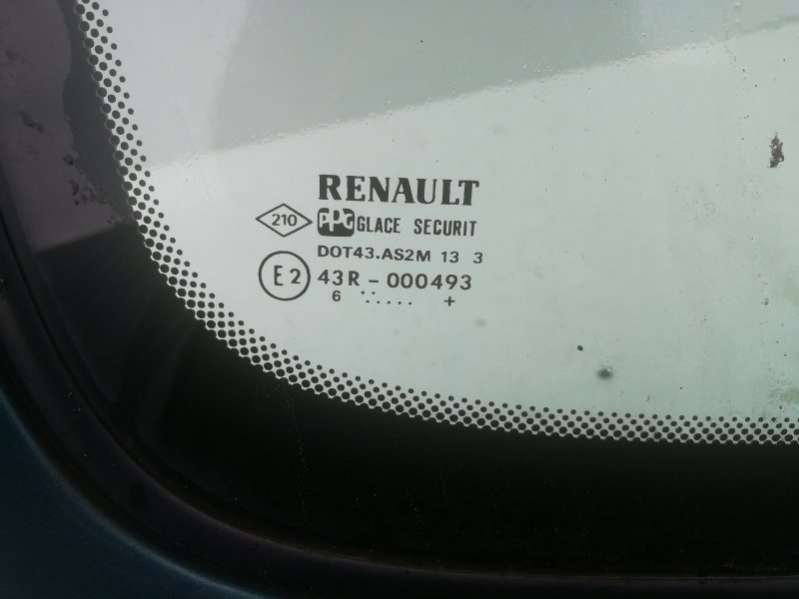 RENAULT
210 PPG GLACE SECURIT
DOT43.AS2M 13 3
E2 43R-000493
6 ∵..... +